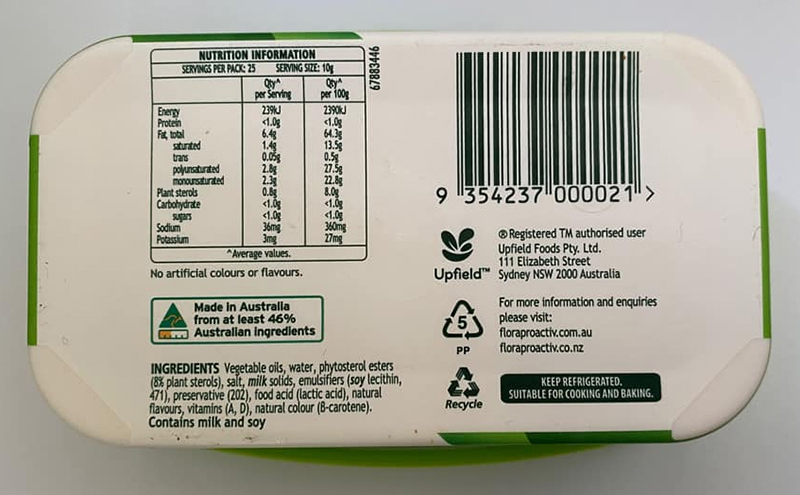 NUTRITION INFORMATION
SERVINGS PER PACK: 25 SERVING SIZE: 10g
Qty^ per Serving Qty^ per 100g
Energy 239kJ 2390kJ
Protein <1.0g <1.0g
Fat, total 6.4g 64.3g
saturated 1.4g 13.5g
trans 0.05g 0.5g
polyunsaturated 2.8g 27.5g
monounsaturated 2.3g 22.8g
Plant sterols 0.8g 8.0g
Carbohydrate <1.0g <1.0g
sugars <1.0g <1.0g
Sodium 36mg 360mg
Potassium 3mg 27mg
^Average values.
67883446
No artificial colours or flavours.
Made in Australia
from at least 46%
Australian ingredients
INGREDIENTS Vegetable oils, water, phytosterol esters
(8% plant sterols), salt, milk solids, emulsifiers (soy lecithin,
471), preservative (202), food acid (lactic acid), natural
flavours, vitamins (A, D), natural colour (β-carotene).
Contains milk and soy
9 354237 000021 >
Upfield™
® Registered TM authorised user
Upfield Foods Pty. Ltd.
111 Elizabeth Street
Sydney NSW 2000 Australia
5
PP
For more information and enquiries
please visit:
floraproactiv.com.au
floraproactiv.co.nz
Recycle
KEEP REFRIGERATED.
SUITABLE FOR COOKING AND BAKING.